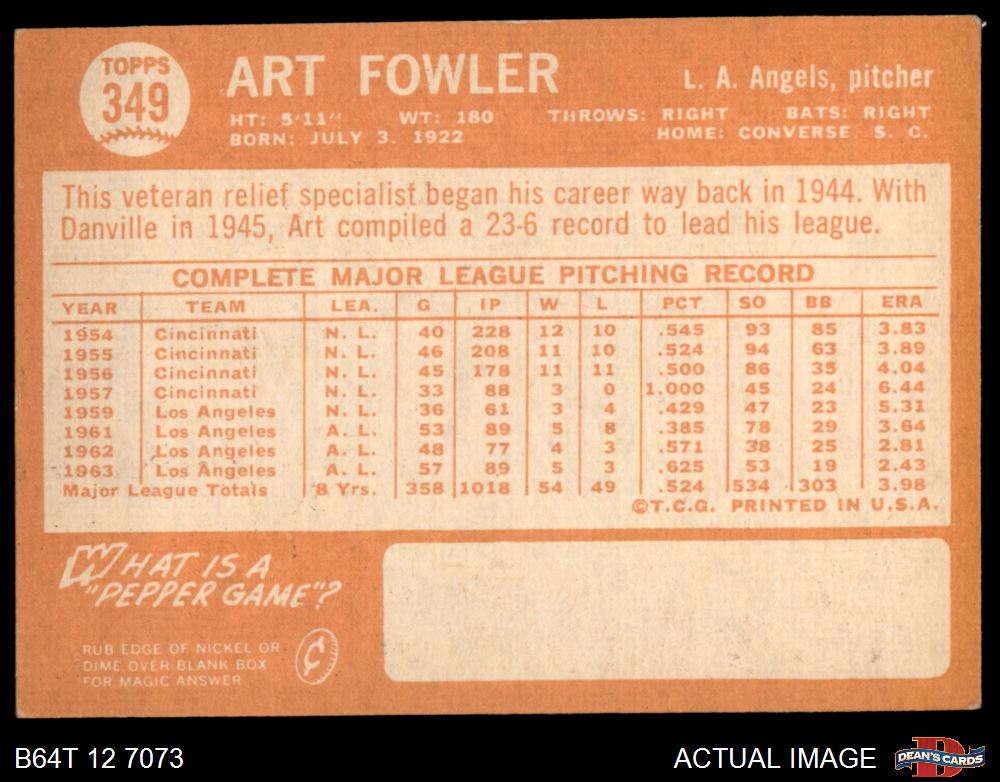 TOPPS
349
ART FOWLER
L. A. Angels, pitcher
HT: 5'11" WT: 180 THROWS: RIGHT BATS: RIGHT
BORN: JULY 3, 1922 HOME: CONVERSE S. C.
This veteran relief specialist began his career way back in 1944. With
Danville in 1945, Art compiled a 23-6 record to lead his league.
COMPLETE MAJOR LEAGUE PITCHING RECORD
YEAR TEAM LEA. G IP W L PCT SO BB ERA
1954 Cincinnati N. L. 40 228 12 10 .545 93 85 3.83
1955 Cincinnati N. L. 46 208 11 10 .524 94 63 3.89
1956 Cincinnati N. L. 45 178 11 11 .500 86 35 4.04
1957 Cincinnati N. L. 33 88 3 0 1.000 45 24 6.44
1959 Los Angeles N. L. 36 61 3 4 .429 47 23 5.31
1961 Los Angeles A. L. 53 89 5 8 .385 78 29 3.64
1962 Los Angeles A. L. 48 77 4 3 .571 38 25 2.81
1963 Los Angeles A. L. 57 89 5 3 .625 53 19 2.43
Major League Totals 8 Yrs. 358 1018 54 49 .524 534 303 3.98
©T.C.G. PRINTED IN U.S.A.
WHAT IS A
"PEPPER GAME"?
RUB EDGE OF NICKEL OR
DIME OVER BLANK BOX
FOR MAGIC ANSWER
¢
B64T 12 7073
ACTUAL IMAGE
D
DEAN'S CARDS